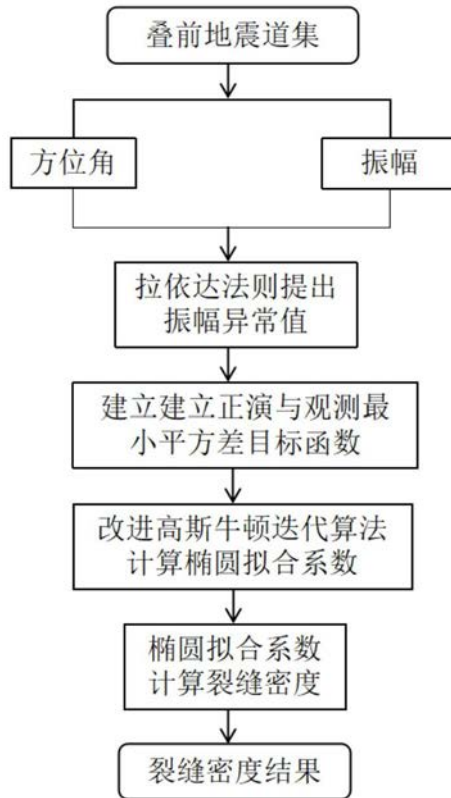 叠前地震道集
方位角
振幅
拉依达法则提出
振幅异常值
建立建立正演与观测最
小平方差目标函数
改进高斯牛顿迭代算法
计算椭圆拟合系数
椭圆拟合系数
计算裂缝密度
裂缝密度结果